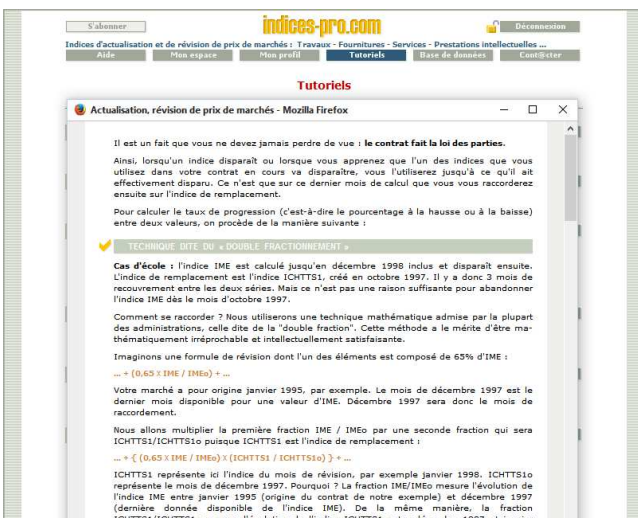 S'abonner
indices-pro.com
Déconnexion
Indices d'actualisation et de révision de prix de marchés : Travaux - Fournitures - Services - Prestations intellectuelles ...
Aide
Mon espace
Mon profil
Tutoriels
Base de données
Cont@cter
Tutoriels
Actualisation, révision de prix de marchés - Mozilla Firefox
Il est un fait que vous ne devez jamais perdre de vue : le contrat fait la loi des parties.
Ainsi, lorsqu'un indice disparaît ou lorsque vous apprenez que l'un des indices que vous
utilisez dans votre contrat en cours va disparaître, vous l'utiliserez jusqu'à ce qu'il ait
effectivement disparu. Ce n'est que sur ce dernier mois de calcul que vous vous raccorderez
ensuite sur l'indice de remplacement.
Pour calculer le taux de progression (c'est-à-dire le pourcentage à la hausse ou à la baisse)
entre deux valeurs, on procède de la manière suivante :
TECHNIQUE DITE DU « DOUBLE FRACTIONNEMENT »
Cas d'école : l'indice IME est calculé jusqu'en décembre 1998 inclus et disparaît ensuite.
L'indice de remplacement est l'indice ICHTTS1, créé en octobre 1997. Il y a donc 3 mois de
recouvrement entre les deux séries. Mais ce n'est pas une raison suffisante pour abandonner
l'indice IME dès le mois d'octobre 1997.
Comment se raccorder ? Nous utiliserons une technique mathématique admise par la plupart
des administrations, celle dite de la "double fraction". Cette méthode a le mérite d'être ma-
thématiquement irréprochable et intellectuellement satisfaisante.
Imaginons une formule de révision dont l'un des éléments est composé de 65% d'IME :
... + (0,65 X IME / IMEo) + ...
Votre marché a pour origine janvier 1995, par exemple. Le mois de décembre 1997 est le
dernier mois disponible pour une valeur d'IME. Décembre 1997 sera donc le mois de
raccordement.
Nous allons multiplier la première fraction IME / IMEo par une seconde fraction qui sera
ICHTTS1/ICHTTS1o puisque ICHTTS1 est l'indice de remplacement :
... + { (0.65 X IME / IMEo) X (ICHTTS1 / ICHTTS1o) } + ...
ICHTTS1 représente ici l'indice du mois de révision, par exemple janvier 1998. ICHTTS1o
représente le mois de décembre 1997. Pourquoi ? La fraction IME/IMEo mesure l'évolution de
l'indice IME entre janvier 1995 (origine du contrat de notre exemple) et décembre 1997
(dernière donnée disponible de l'indice IME). De la même manière, la fraction